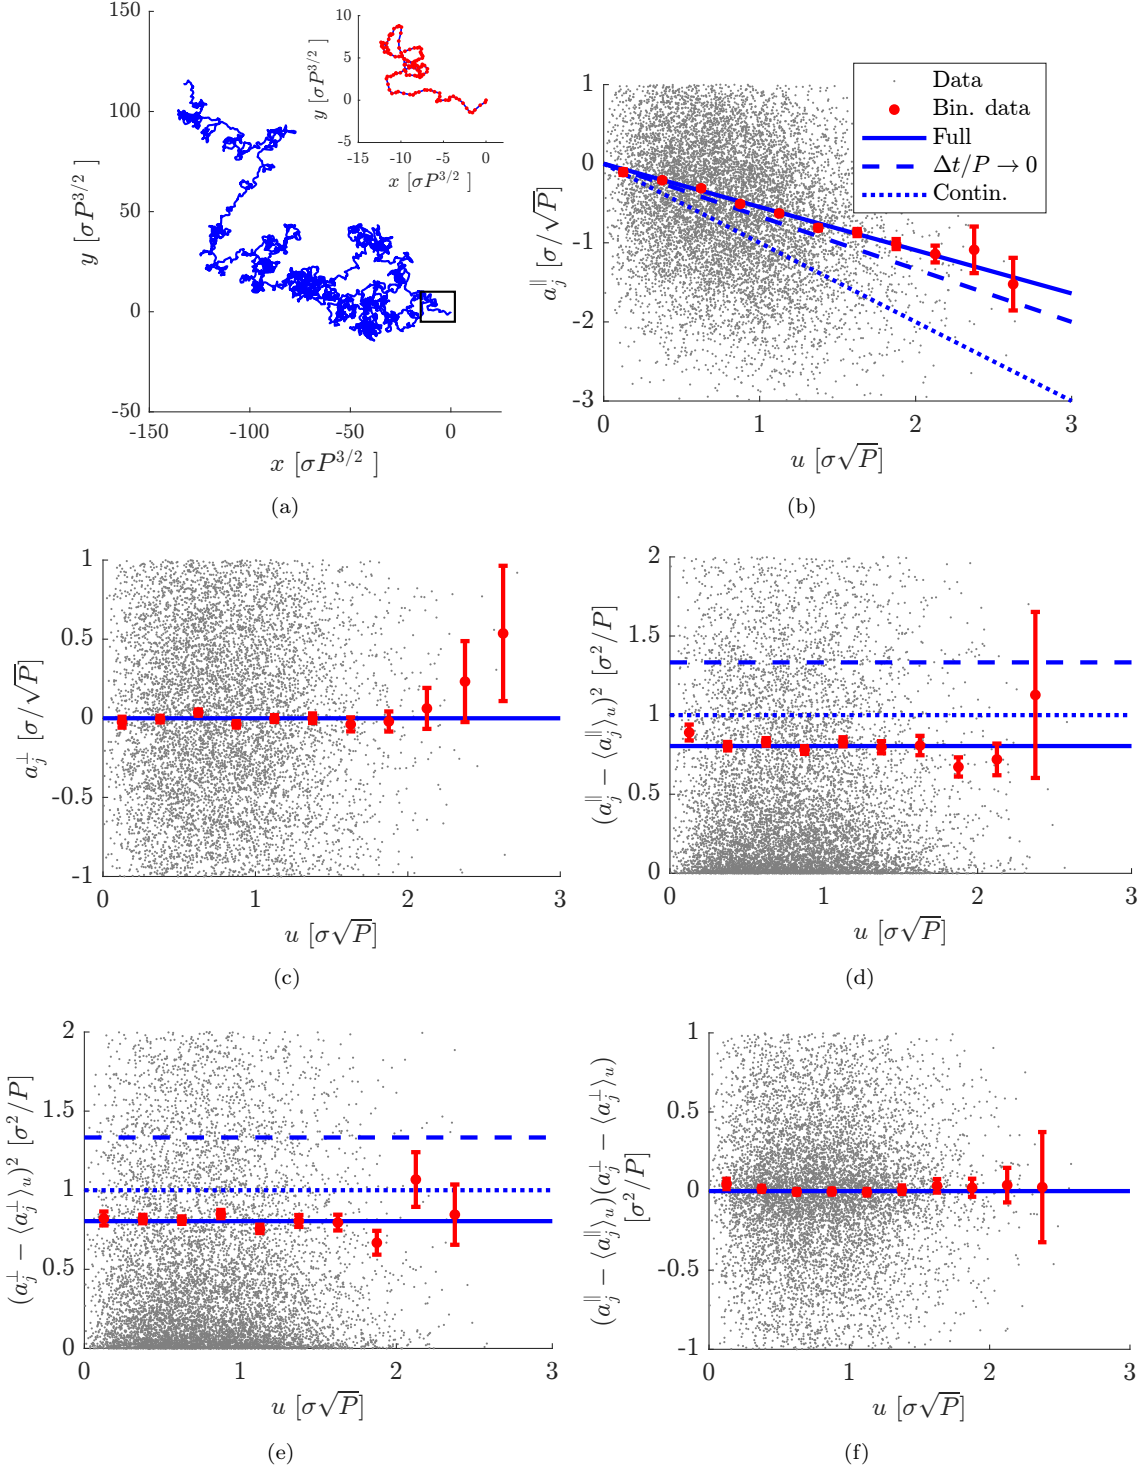 150
100
50
0
-50
-150
-100
-50
0
x [σP^{3/2} ]
y [σP^{3/2} ]
10
5
0
-5
-15
-10
-5
0
x [σP^{3/2} ]
y [σP^{3/2} ]
(a)
1
0
-1
-2
-3
0
1
2
3
u [σ√P]
a_j^∥ [σ/√P]
Data
Bin. data
Full
Δt/P → 0
Contin.
(b)
1
0.5
0
-0.5
-1
0
1
2
3
u [σ√P]
a_j^⊥ [σ/√P]
(c)
2
1.5
1
0.5
0
0
1
2
3
u [σ√P]
(a_j^∥ − ⟨a_j^∥⟩_u)^2 [σ^2/P]
(d)
2
1.5
1
0.5
0
0
1
2
3
u [σ√P]
(a_j^⊥ − ⟨a_j^⊥⟩_u)^2 [σ^2/P]
(e)
1
0.5
0
-0.5
-1
0
1
2
3
u [σ√P]
(a_j^∥ − ⟨a_j^∥⟩_u)(a_j^⊥ − ⟨a_j^⊥⟩_u)
[σ^2/P]
(f)